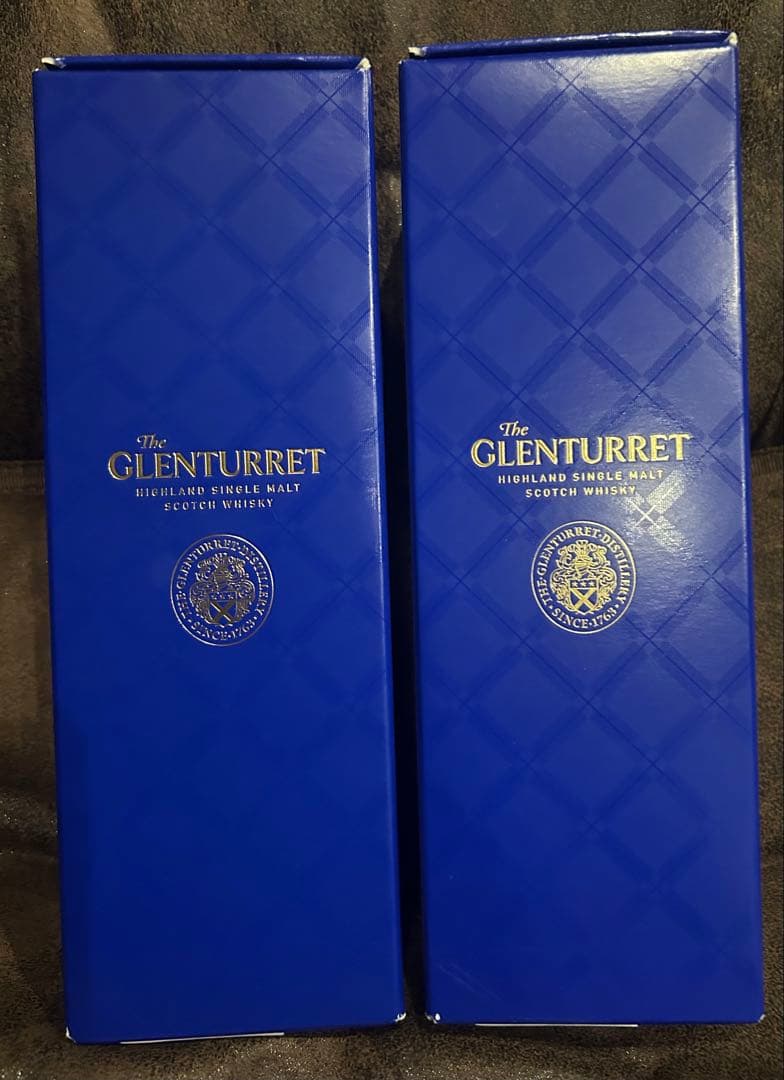 The
GLENTURRET
HIGHLAND SINGLE MALT
SCOTCH WHISKY
THE·GLENTURRET·DISTILLERY
·SINCE·1763·
The
GLENTURRET
HIGHLAND SINGLE MALT
SCOTCH WHISKY
THE·GLENTURRET·DISTILLERY
·SINCE·1763·